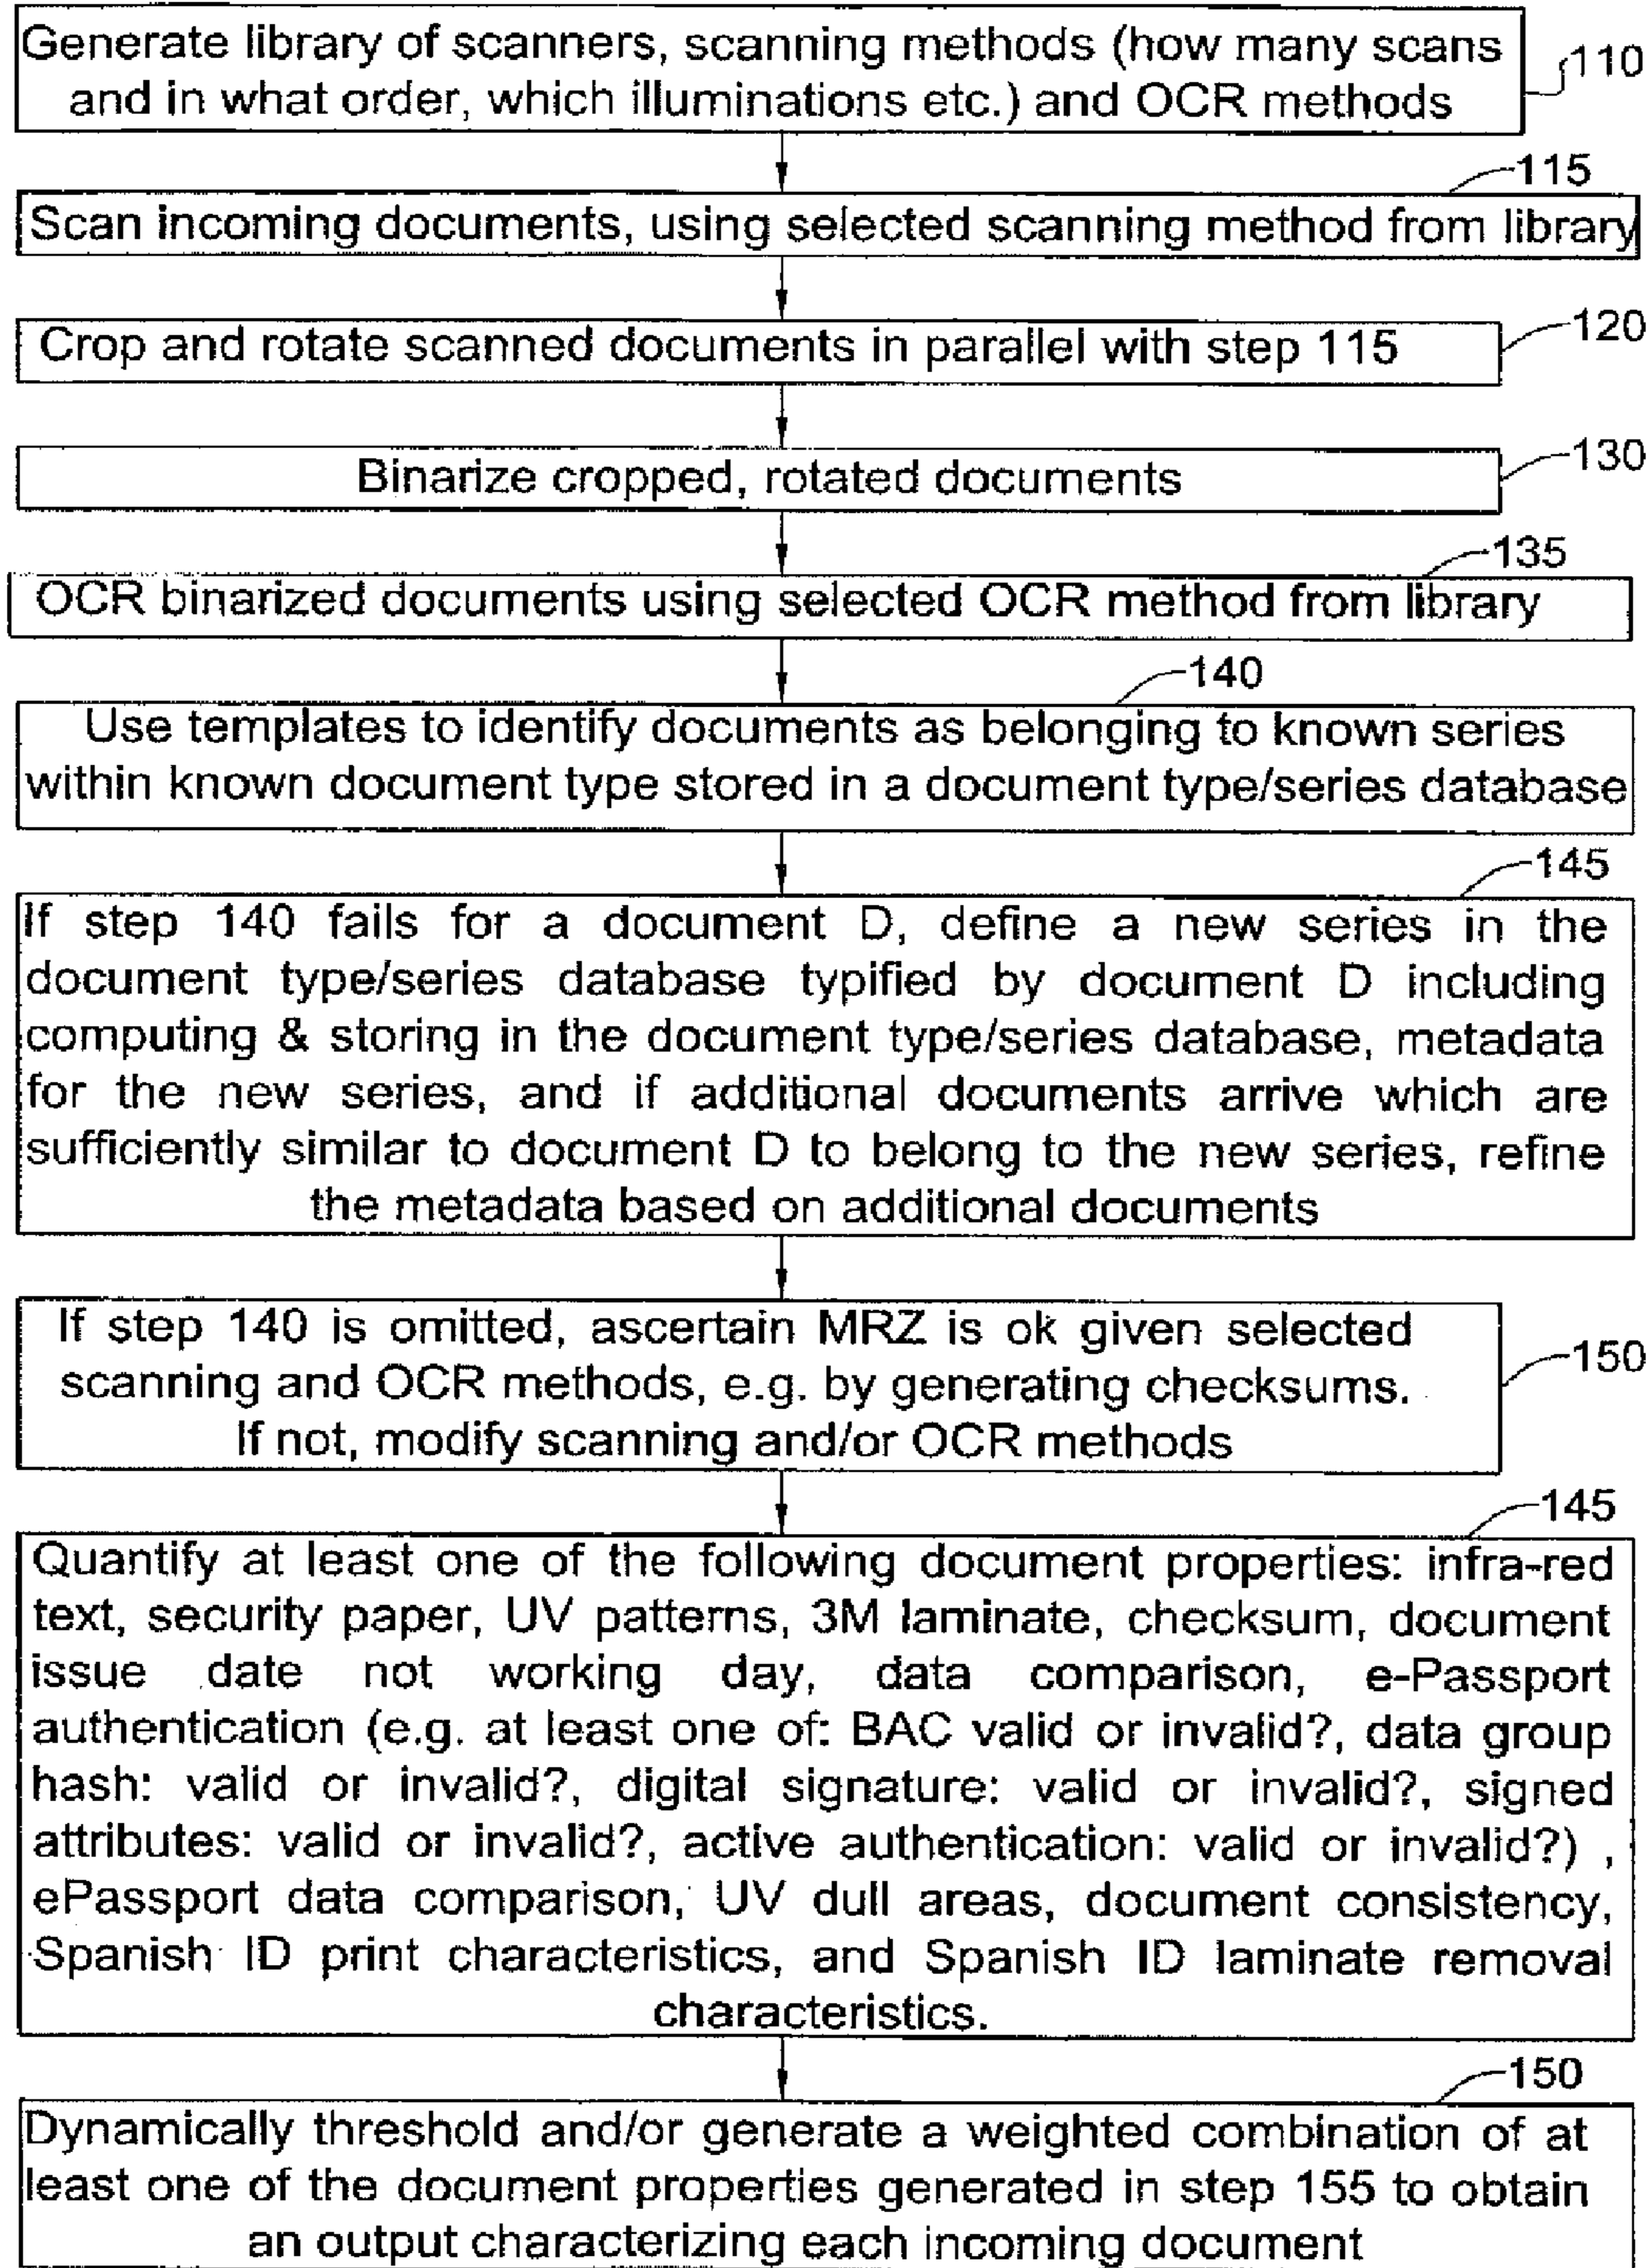 Generate library of scanners, scanning methods (how many scans
and in what order, which illuminations etc.) and OCR methods
110
115
Scan incoming documents, using selected scanning method from library
Crop and rotate scanned documents in parallel with step 115
120
Binarize cropped, rotated documents
130
135
OCR binarized documents using selected OCR method from library
140
Use templates to identify documents as belonging to known series
within known document type stored in a document type/series database
145
If step 140 fails for a document D, define a new series in the
document type/series database typified by document D including
computing & storing in the document type/series database, metadata
for the new series, and if additional documents arrive which are
sufficiently similar to document D to belong to the new series, refine
the metadata based on additional documents
If step 140 is omitted, ascertain MRZ is ok given selected
scanning and OCR methods, e.g. by generating checksums.
If not, modify scanning and/or OCR methods
150
145
Quantify at least one of the following document properties: infra-red
text, security paper, UV patterns, 3M laminate, checksum, document
issue date not working day, data comparison, e-Passport
authentication (e.g. at least one of: BAC valid or invalid?, data group
hash: valid or invalid?, digital signature: valid or invalid?, signed
attributes: valid or invalid?, active authentication: valid or invalid?) ,
ePassport data comparison, UV dull areas, document consistency,
Spanish ID print characteristics, and Spanish ID laminate removal
characteristics.
150
Dynamically threshold and/or generate a weighted combination of at
least one of the document properties generated in step 155 to obtain
an output characterizing each incoming document